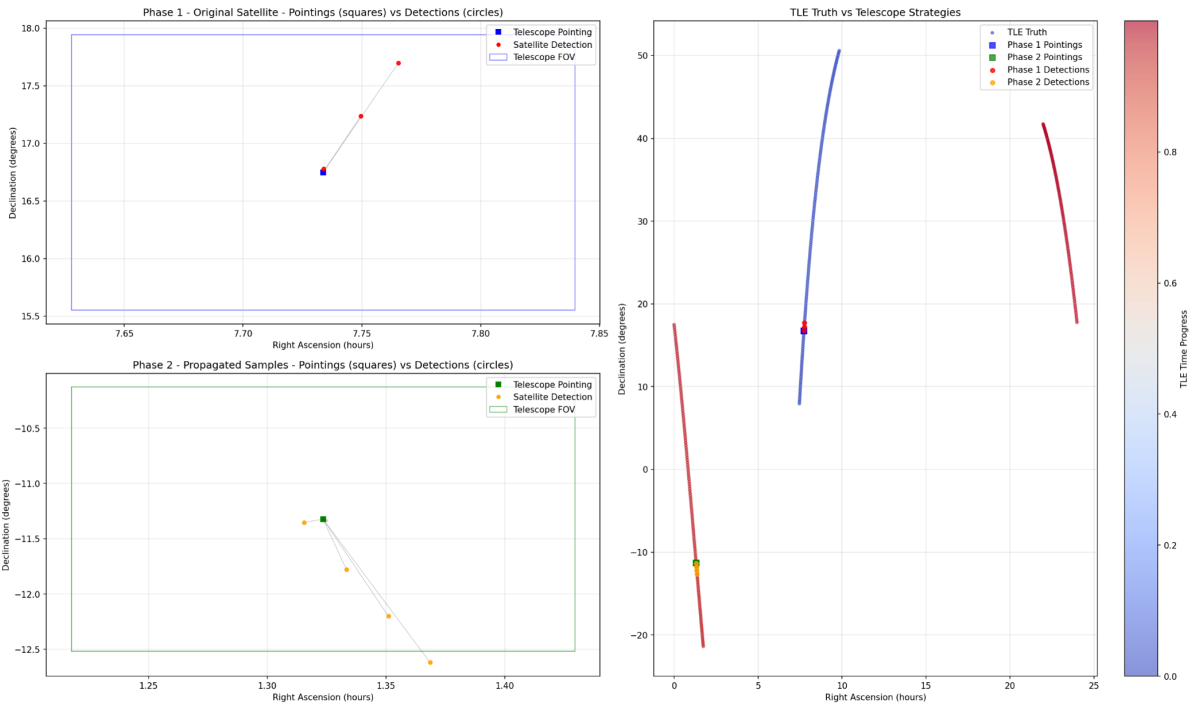 Phase 1 - Original Satellite - Pointings (squares) vs Detections (circles)
18.0
17.5
17.0
16.5
16.0
15.5
Declination (degrees)
Telescope Pointing
Satellite Detection
Telescope FOV
7.65
7.70
7.75
7.80
7.85
Right Ascension (hours)
Phase 2 - Propagated Samples - Pointings (squares) vs Detections (circles)
−10.5
−11.0
−11.5
−12.0
−12.5
Declination (degrees)
Telescope Pointing
Satellite Detection
Telescope FOV
1.25
1.30
1.35
1.40
Right Ascension (hours)
TLE Truth vs Telescope Strategies
50
40
30
20
10
0
−10
−20
Declination (degrees)
TLE Truth
Phase 1 Pointings
Phase 2 Pointings
Phase 1 Detections
Phase 2 Detections
0
5
10
15
20
25
Right Ascension (hours)
0.8
0.6
0.4
0.2
0.0
TLE Time Progress